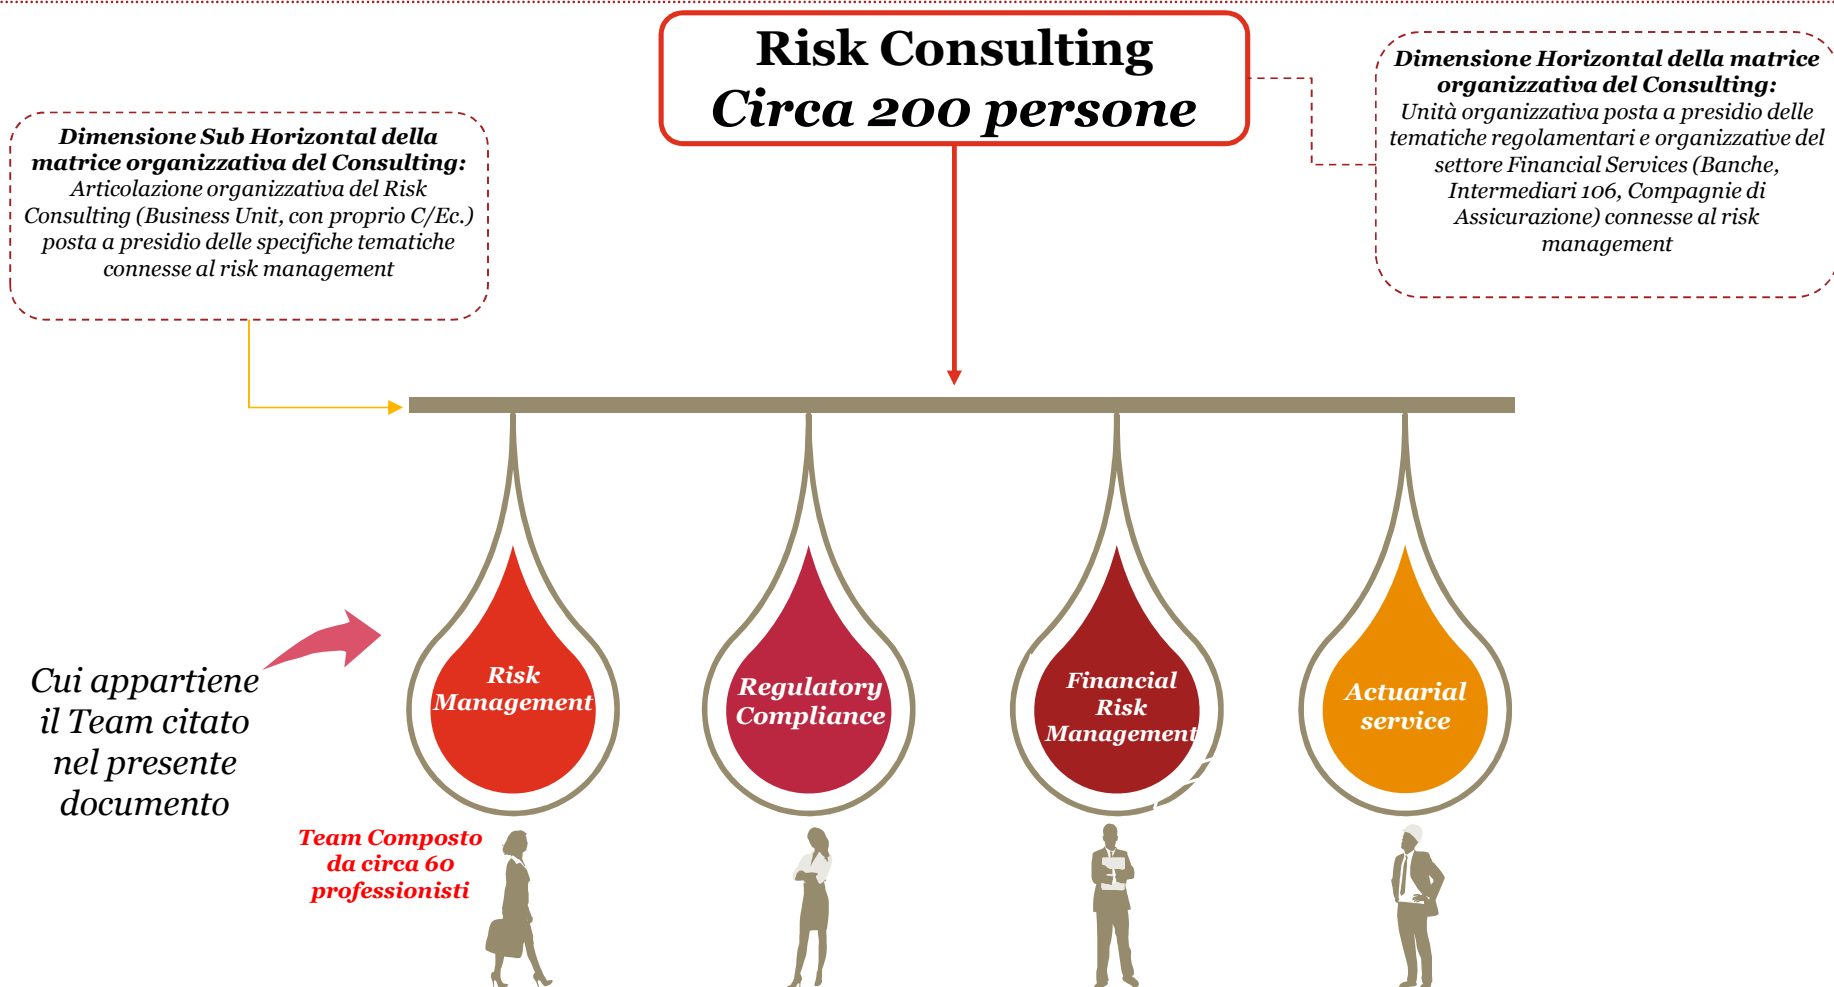 Risk Consulting
Circa 200 persone
Dimensione Horizontal della matrice
organizzativa del Consulting:
Unità organizzativa posta a presidio delle
tematiche regolamentari e organizzative del
settore Financial Services (Banche,
Intermediari 106, Compagnie di
Assicurazione) connesse al risk
management
Dimensione Sub Horizontal della
matrice organizzativa del Consulting:
Articolazione organizzativa del Risk
Consulting (Business Unit, con proprio C/Ec.)
posta a presidio delle specifiche tematiche
connesse al risk management
Cui appartiene
il Team citato
nel presente
documento
Risk
Management
Regulatory
Compliance
Financial
Risk
Management
Actuarial
service
Team Composto
da circa 60
professionisti